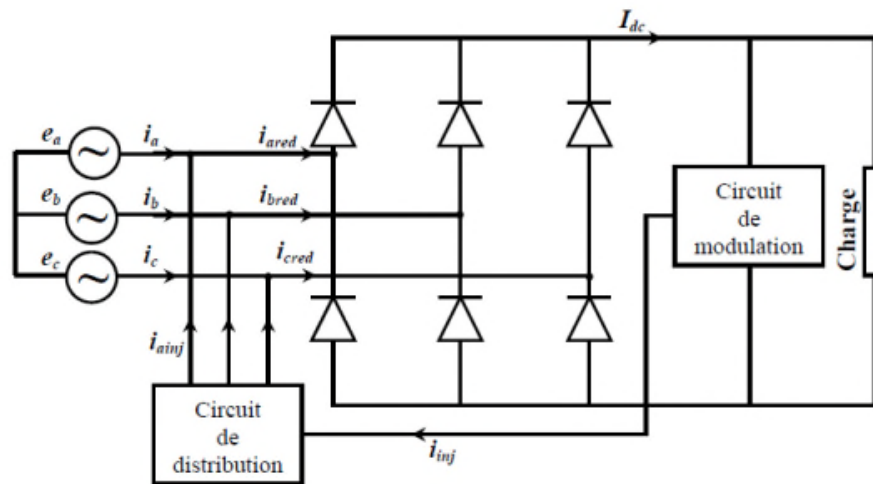 I_dc
e_a
i_a
i_ared
e_b
i_b
i_bred
e_c
i_c
i_cred
Circuit
de
modulation
Charge
i_ainj
Circuit
de
distribution
i_inj